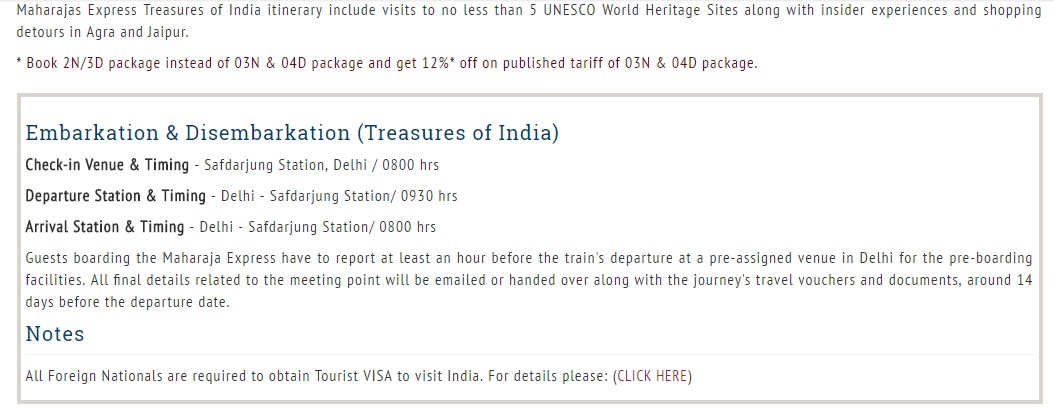 Maharajas Express Treasures of India itinerary include visits to no less than 5 UNESCO World Heritage Sites along with insider experiences and shopping
detours in Agra and Jaipur.
* Book 2N/3D package instead of 03N & 04D package and get 12%* off on published tariff of 03N & 04D package.
Embarkation & Disembarkation (Treasures of India)
Check-in Venue & Timing - Safdarjung Station, Delhi / 0800 hrs
Departure Station & Timing - Delhi - Safdarjung Station/ 0930 hrs
Arrival Station & Timing - Delhi - Safdarjung Station/ 0800 hrs
Guests boarding the Maharaja Express have to report at least an hour before the train's departure at a pre-assigned venue in Delhi for the pre-boarding
facilities. All final details related to the meeting point will be emailed or handed over along with the journey's travel vouchers and documents, around 14
days before the departure date.
Notes
All Foreign Nationals are required to obtain Tourist VISA to visit India. For details please: (CLICK HERE)